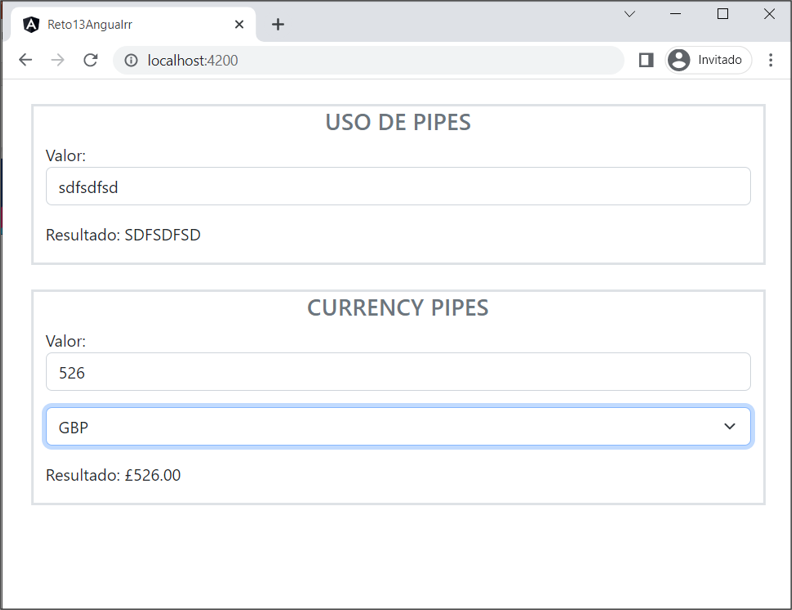 Reto13Angualrr
localhost:4200
Invitado
USO DE PIPES
Valor:
sdfsdfsd
Resultado: SDFSDFSD
CURRENCY PIPES
Valor:
526
GBP
Resultado: £526.00